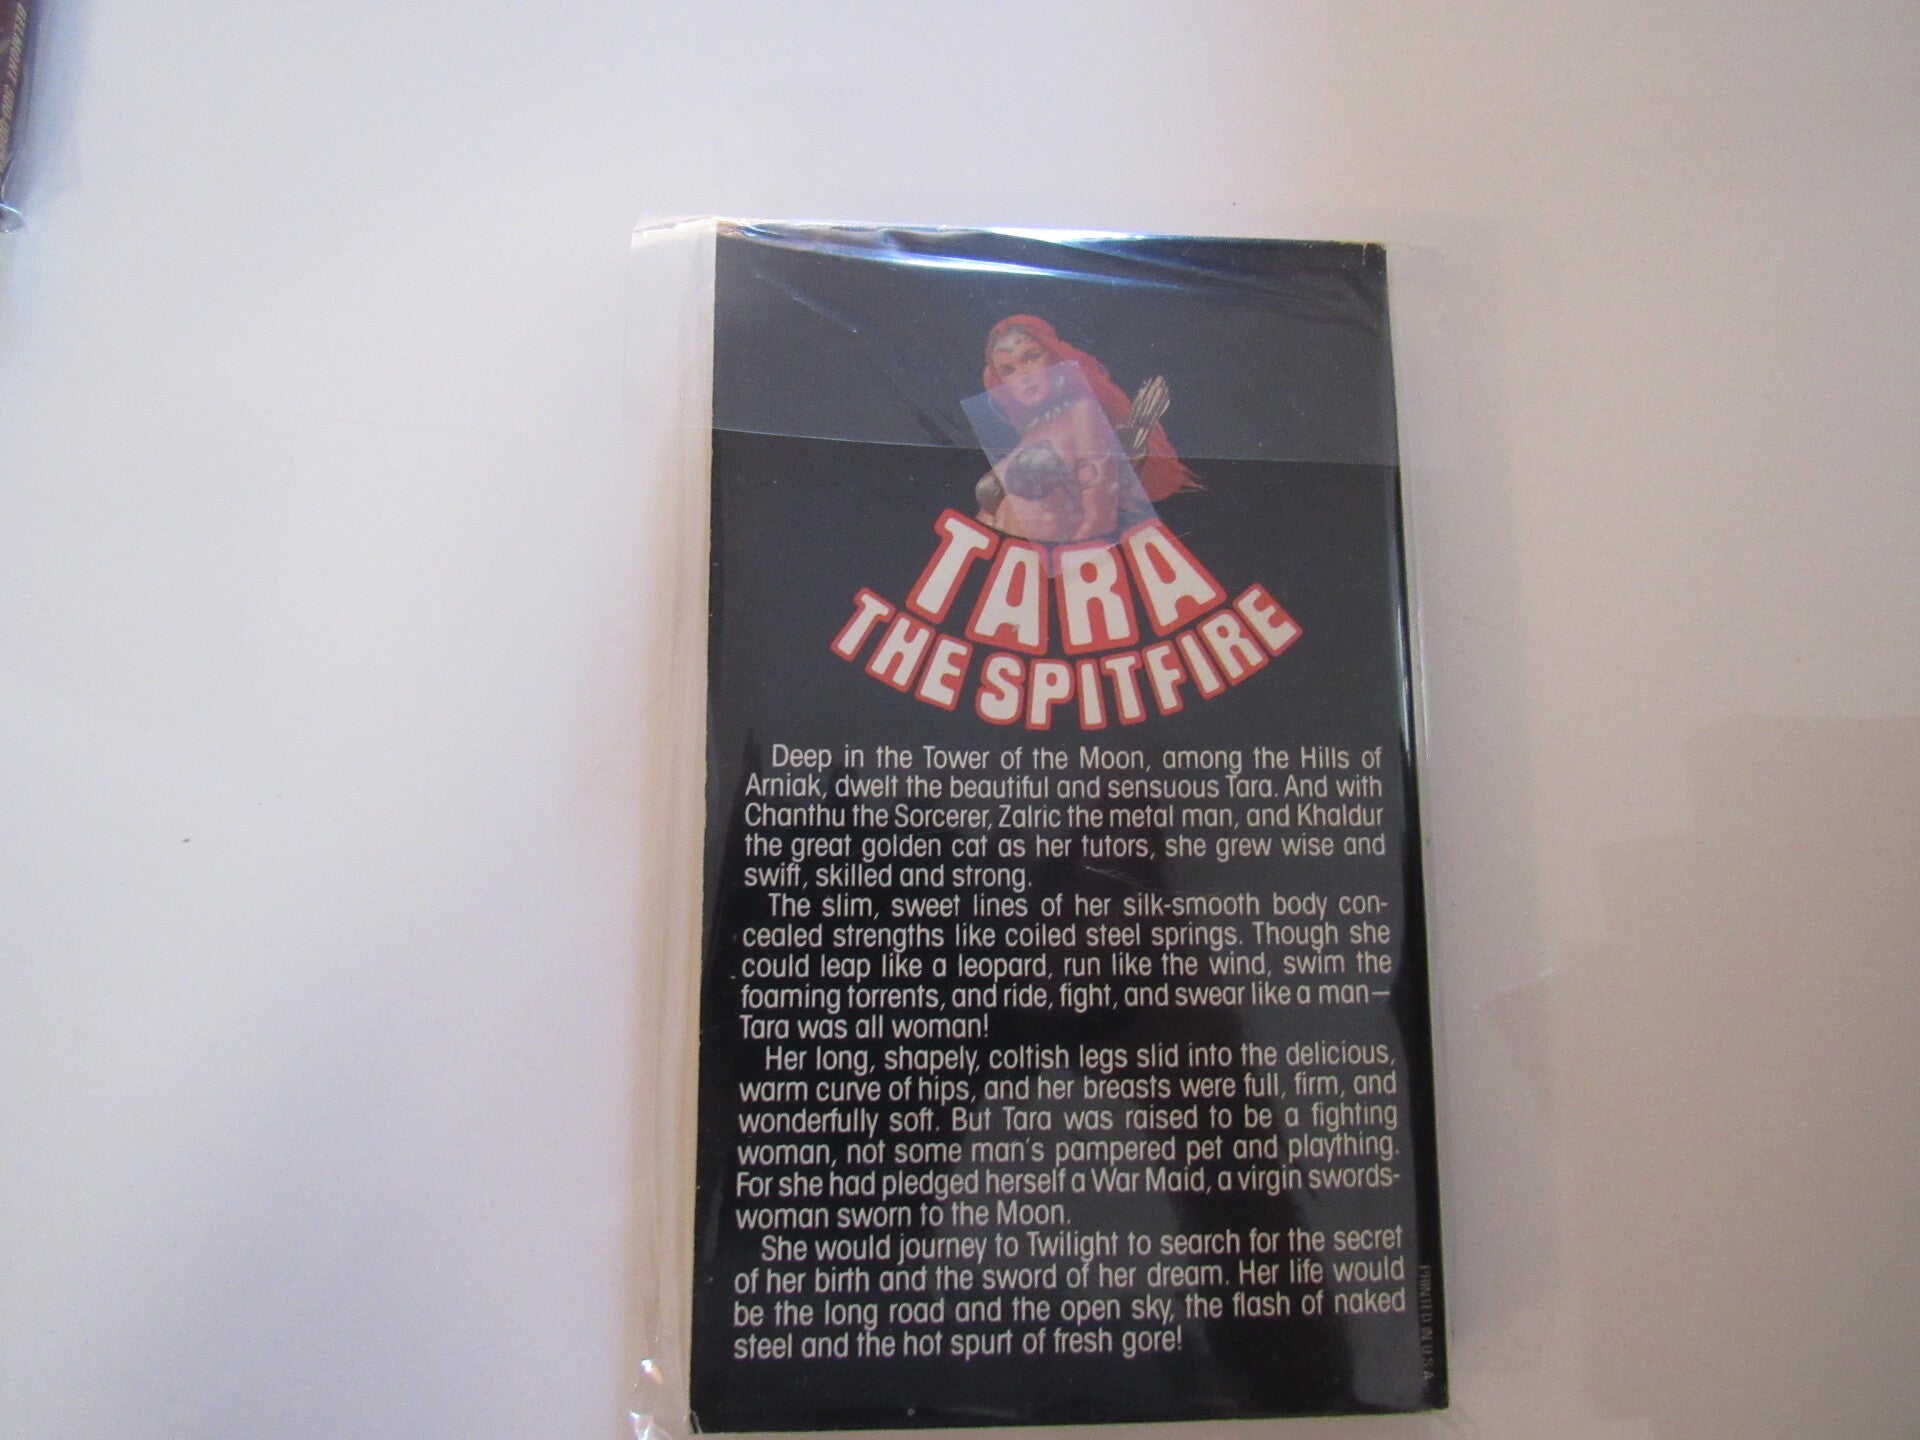 BELMONT
TARA
THE SPITFIRE
Deep in the Tower of the Moon, among the Hills of
Arniak, dwelt the beautiful and sensuous Tara. And with
Chanthu the Sorcerer, Zalric the metal man, and Khaldur
the great golden cat as her tutors, she grew wise and
swift, skilled and strong.
The slim, sweet lines of her silk-smooth body con-
cealed strengths like coiled steel springs. Though she
could leap like a leopard, run like the wind, swim the
foaming torrents, and ride, fight, and swear like a man—
Tara was all woman!
Her long, shapely, coltish legs slid into the delicious,
warm curve of hips, and her breasts were full, firm, and
wonderfully soft. But Tara was raised to be a fighting
woman, not some man's pampered pet and plaything.
For she had pledged herself a War Maid, a virgin swords-
woman sworn to the Moon.
She would journey to Twilight to search for the secret
of her birth and the sword of her dream. Her life would
be the long road and the open sky, the flash of naked
steel and the hot spurt of fresh gore!
PRINTED IN U.S.A.